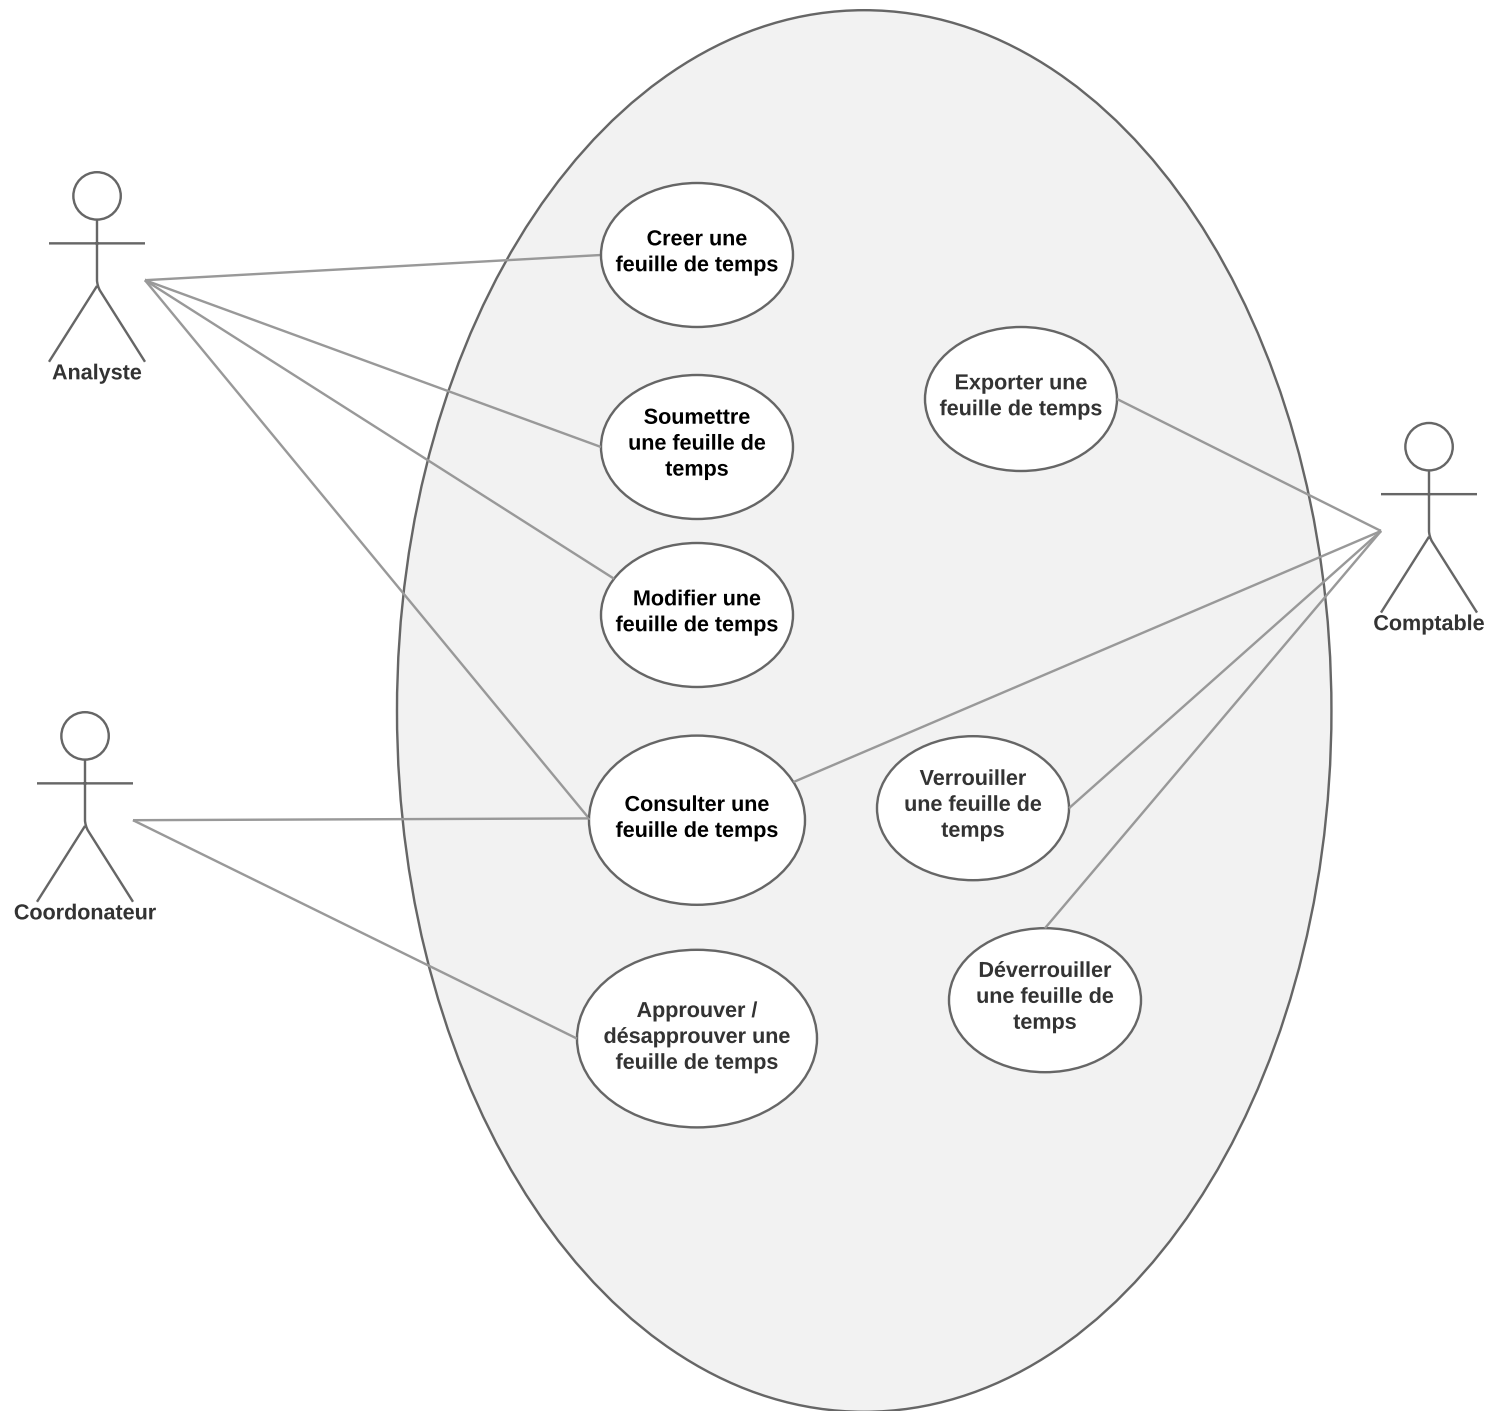 Creer une
feuille de temps
Analyste
Soumettre
une feuille de
temps
Exporter une
feuille de temps
Modifier une
feuille de temps
Comptable
Consulter une
feuille de temps
Verrouiller
une feuille de
temps
Coordonateur
Approuver /
désapprouver une
feuille de temps
Déverrouiller
une feuille de
temps